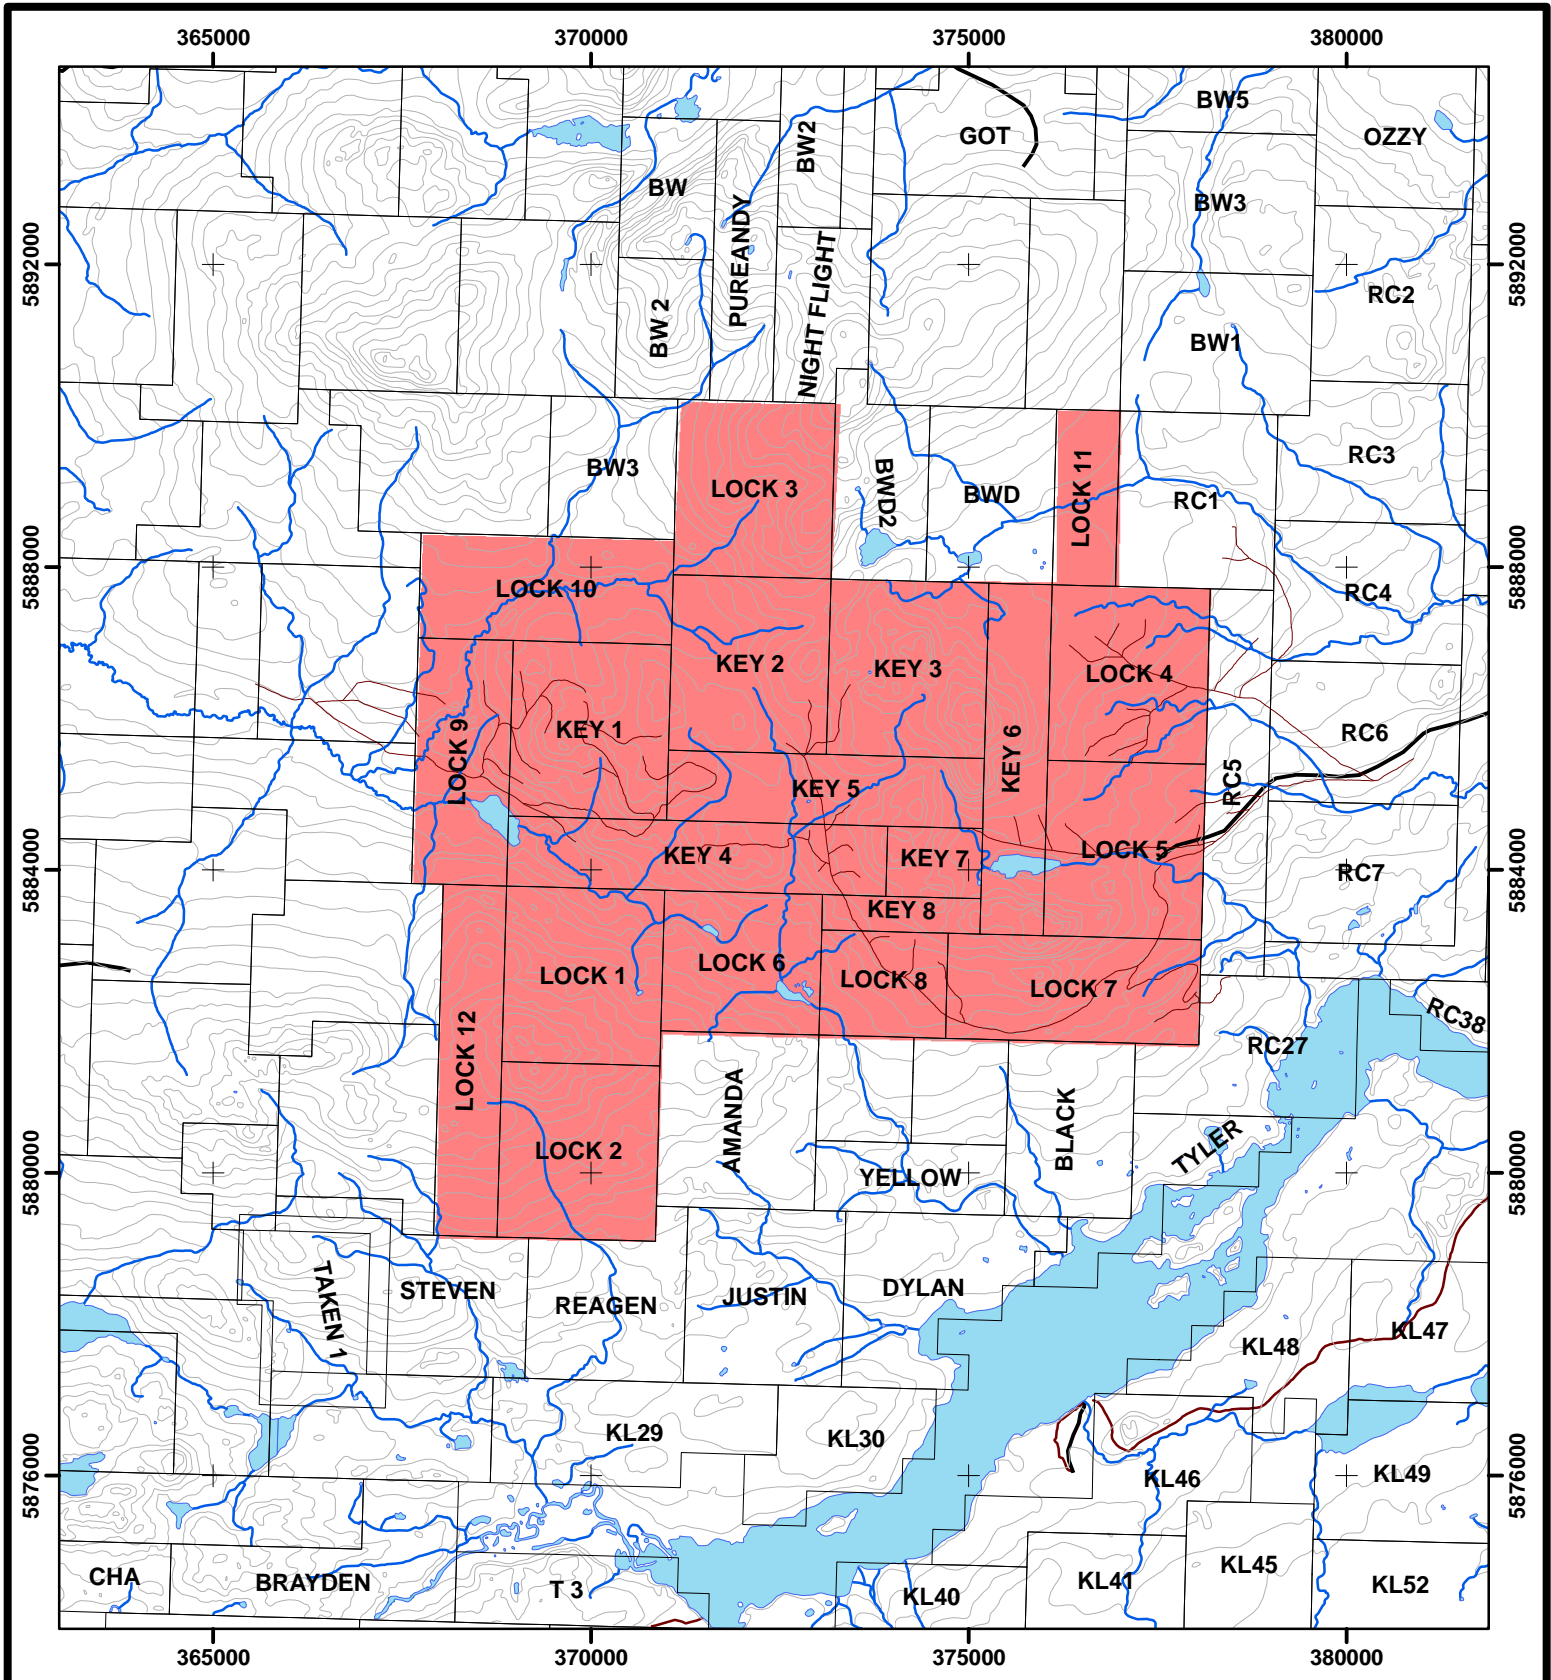 365000 370000 375000 380000
BW5
GOT
OZZY
BW2
BW
BW3
PUREANDY
5892000
5892000
NIGHT FLIGHT
RC2
BW 2
BW1
BW3
RC3
LOCK 3
BWD2
BWD
LOCK 11
RC1
5888000
5888000
LOCK 10
RC4
KEY 2
KEY 3
LOCK 4
KEY 1
RC6
LOCK 9
KEY 6
RC5
KEY 5
KEY 4
KEY 7
LOCK 5
5884000
5884000
RC7
KEY 8
LOCK 1
LOCK 6
LOCK 8
LOCK 7
RC38
LOCK 12
RC27
AMANDA
BLACK
TYLER
LOCK 2
5880000
5880000
YELLOW
TAKEN 1
STEVEN
REAGEN
JUSTIN
DYLAN
KL47
KL48
KL29
KL30
5876000
5876000
KL46
KL49
CHA
BRAYDEN
T 3
KL40
KL41
KL45
KL52
365000 370000 375000 380000